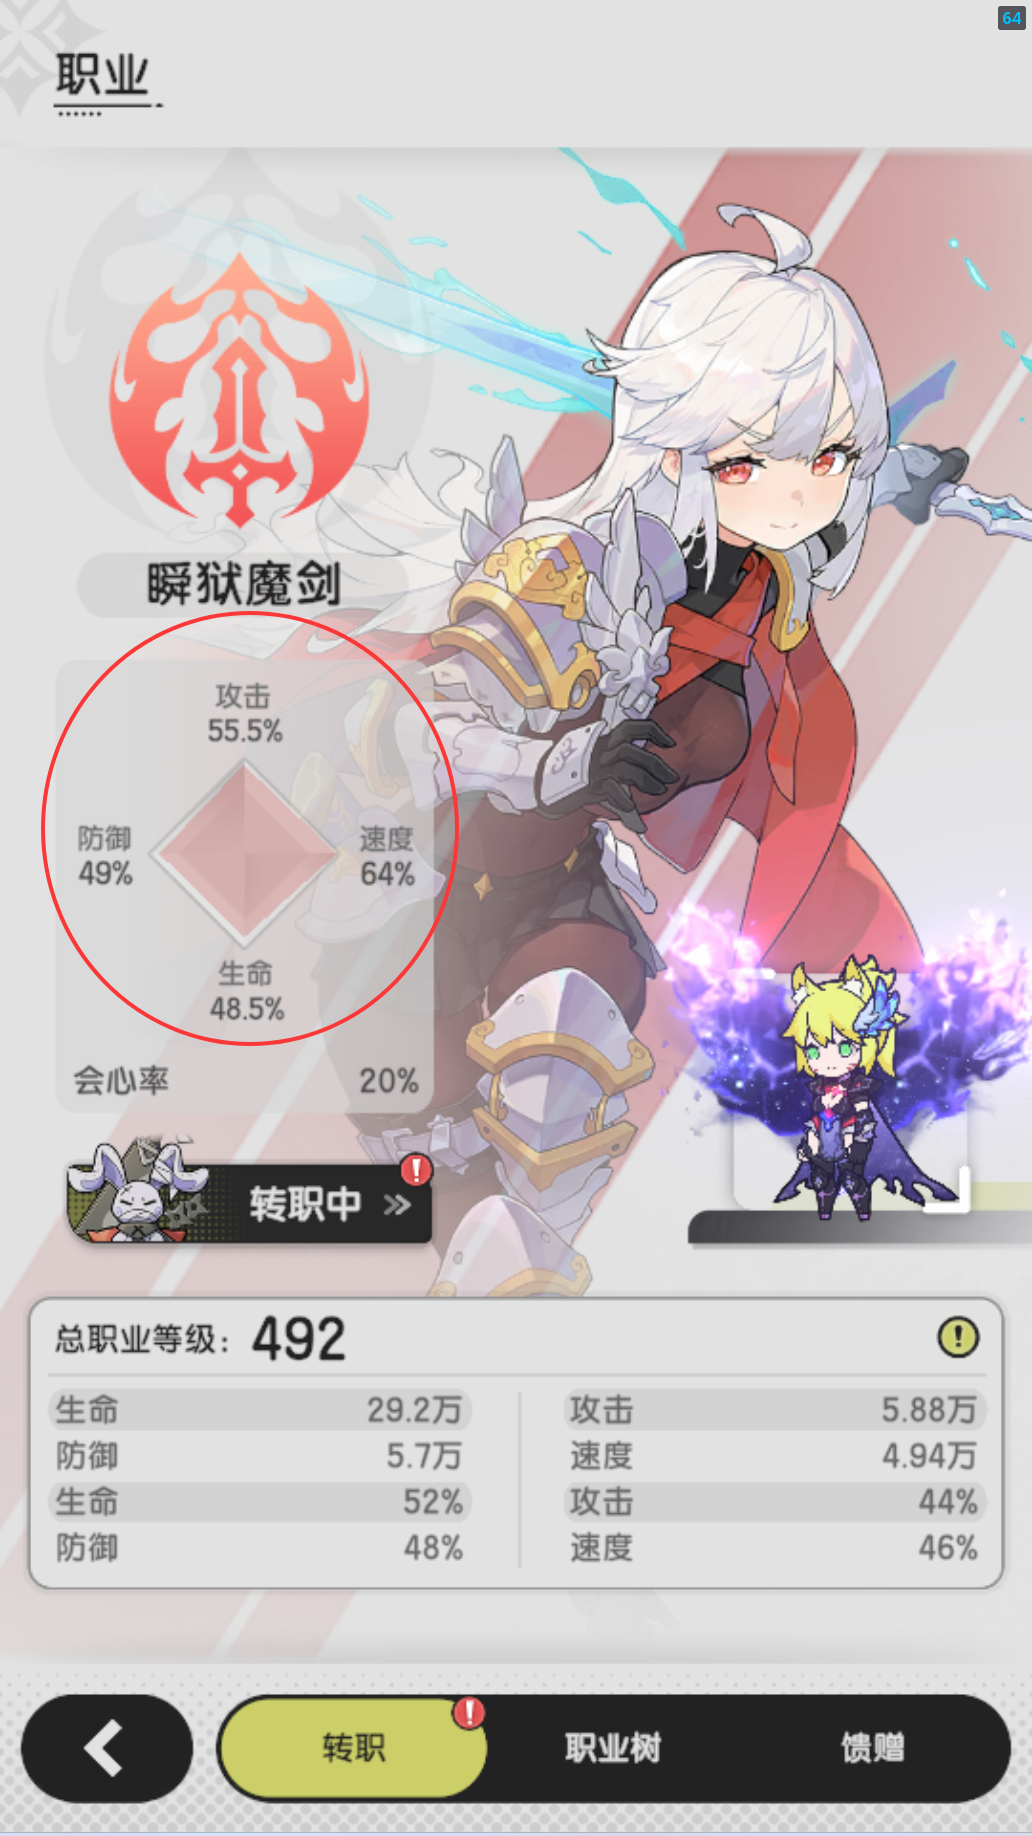 64
职业
瞬狱魔剑
攻击
55.5%
防御
49%
速度
64%
生命
48.5%
会心率 20%
转职中
总职业等级: 492
生命 29.2万 攻击 5.88万
防御 5.7万 速度 4.94万
生命 52% 攻击 44%
防御 48% 速度 46%
转职 职业树 馈赠